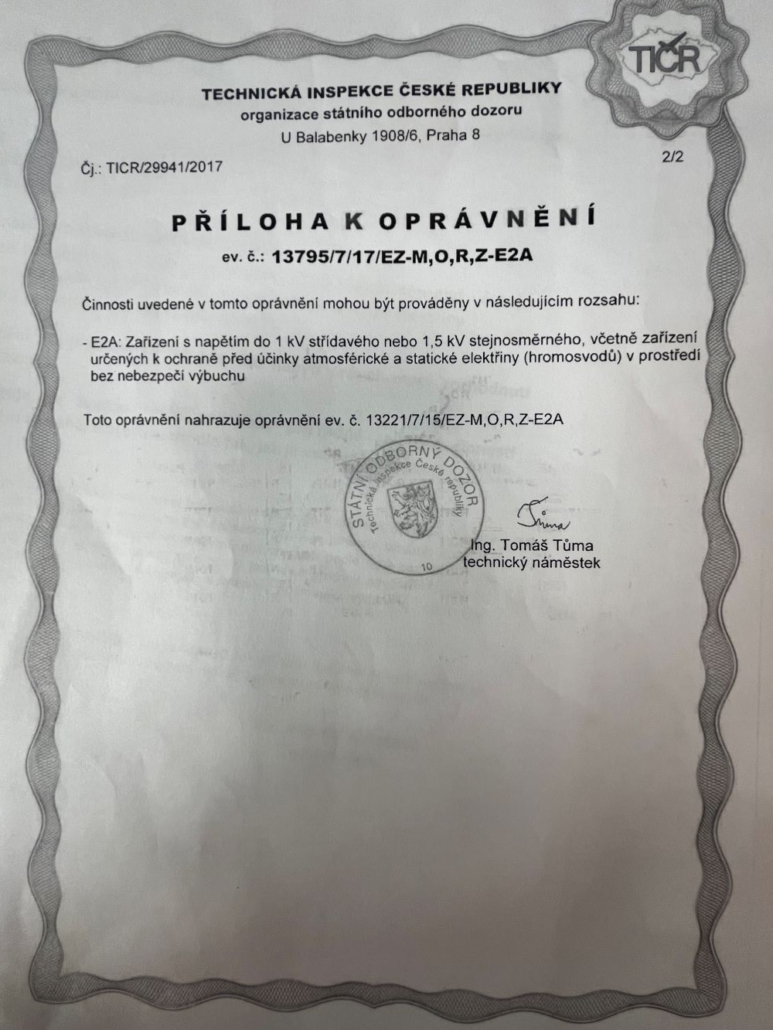 TIČR
TECHNICKÁ INSPEKCE ČESKÉ REPUBLIKY
organizace státního odborného dozoru
U Balabenky 1908/6, Praha 8
2/2
Čj.: TICR/29941/2017
PŘÍLOHA K OPRÁVNĚNÍ
ev. č.: 13795/7/17/EZ-M,O,R,Z-E2A
Činnosti uvedené v tomto oprávnění mohou být prováděny v následujícím rozsahu:
- E2A: Zařízení s napětím do 1 kV střídavého nebo 1,5 kV stejnosměrného, včetně zařízení
určených k ochraně před účinky atmosférické a statické elektřiny (hromosvodů) v prostředí
bez nebezpečí výbuchu
Toto oprávnění nahrazuje oprávnění ev. č. 13221/7/15/EZ-M,O,R,Z-E2A
STÁTNÍ ODBORNÝ DOZOR
Technická inspekce České republiky
10
Tůma
Ing. Tomáš Tůma
technický náměstek